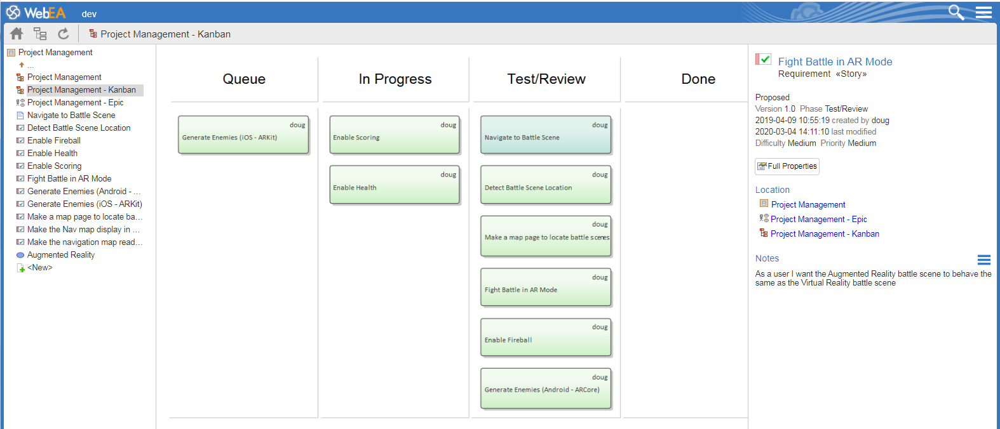 WebEA dev
Project Management - Kanban
Project Management
...
Project Management
Project Management - Kanban
Project Management - Epic
Navigate to Battle Scene
Detect Battle Scene Location
Enable Fireball
Enable Health
Enable Scoring
Fight Battle in AR Mode
Generate Enemies (Android - ...
Generate Enemies (iOS - ARKit)
Make a map page to locate ba...
Make the Nav map display in ...
Make the navigation map read...
Augmented Reality
<New>
Queue
doug
Generate Enemies (iOS - ARKit)
In Progress
doug
Enable Scoring
doug
Enable Health
Test/Review
doug
Navigate to Battle Scene
doug
Detect Battle Scene Location
doug
Make a map page to locate battle scenes
doug
Fight Battle in AR Mode
doug
Enable Fireball
doug
Generate Enemies (Android - ARCore)
Done
Fight Battle in AR Mode
Requirement «Story»
Proposed
Version 1.0 Phase Test/Review
2019-04-09 10:55:19 created by doug
2020-03-04 14:11:10 last modified
Difficulty Medium Priority Medium
Full Properties
Location
Project Management
Project Management - Epic
Project Management - Kanban
Notes
As a user I want the Augmented Reality battle scene to behave the
same as the Virtual Reality battle scene